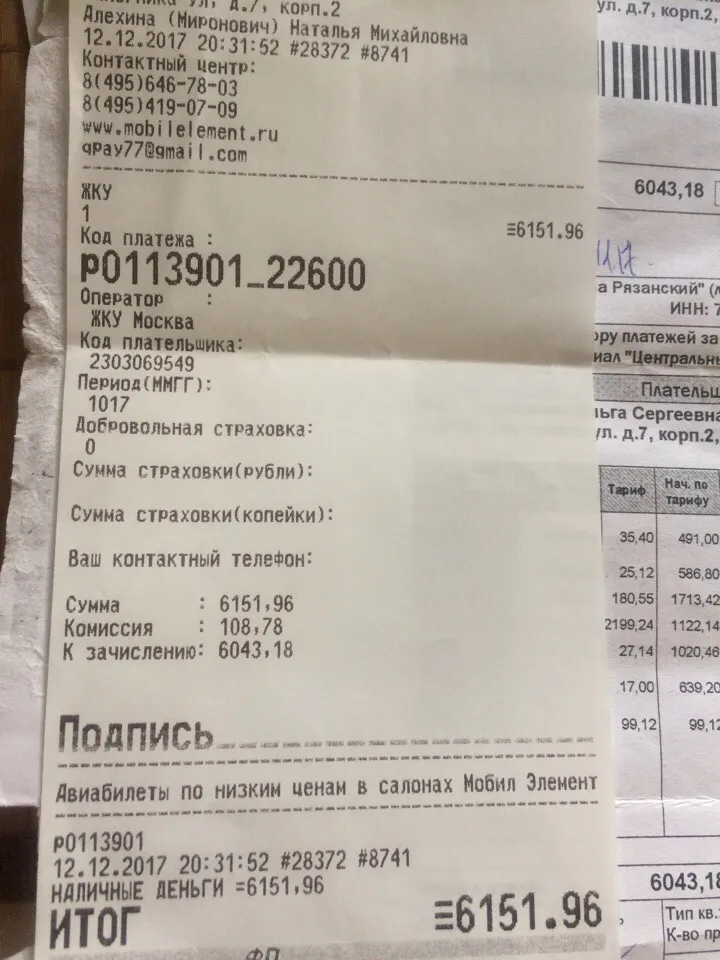 ул, д.7, корп.2
Алехина (Миронович) Наталья Михайловна
12.12.2017 20:31:52 #28372 #8741
Контактный центр:
8(495)646-78-03
8(495)419-07-09
www.mobilelement.ru
qPay77@gmail.com
ЖКУ
1
≡6151.96
Код платежа :
P0113901_22600
Оператор :
ЖКУ Москва
Код плательщика:
2303069549
Период(ММГГ):
1017
Добровольная страховка:
0
Сумма страховки(рубли):
Сумма страховки(копейки):
Ваш контактный телефон:
Сумма : 6151,96
Комиссия : 108,78
К зачислению: 6043,18
Подпись
Авиабилеты по низким ценам в салонах Мобил Элемент
P0113901
12.12.2017 20:31:52 #28372 #8741
НАЛИЧНЫЕ ДЕНЬГИ =6151,96
ИТОГ ≡6151.96
ФП
ул. д.7, корп.2,
6043,18
а Рязанский" (
ИНН: 7
ору платежей за
иал "Центральн
Плательщ
ьга Сергеевна
ул. д.7, корп.2,
Тариф Нач. по
тарифу
35,40 491,00
25,12 586,80
180,55 1713,42
2199,24 1122,14
27,14 1020,46
17,00 639,20
99,12 99,12
6043,18
Тип кв.
К-во пр